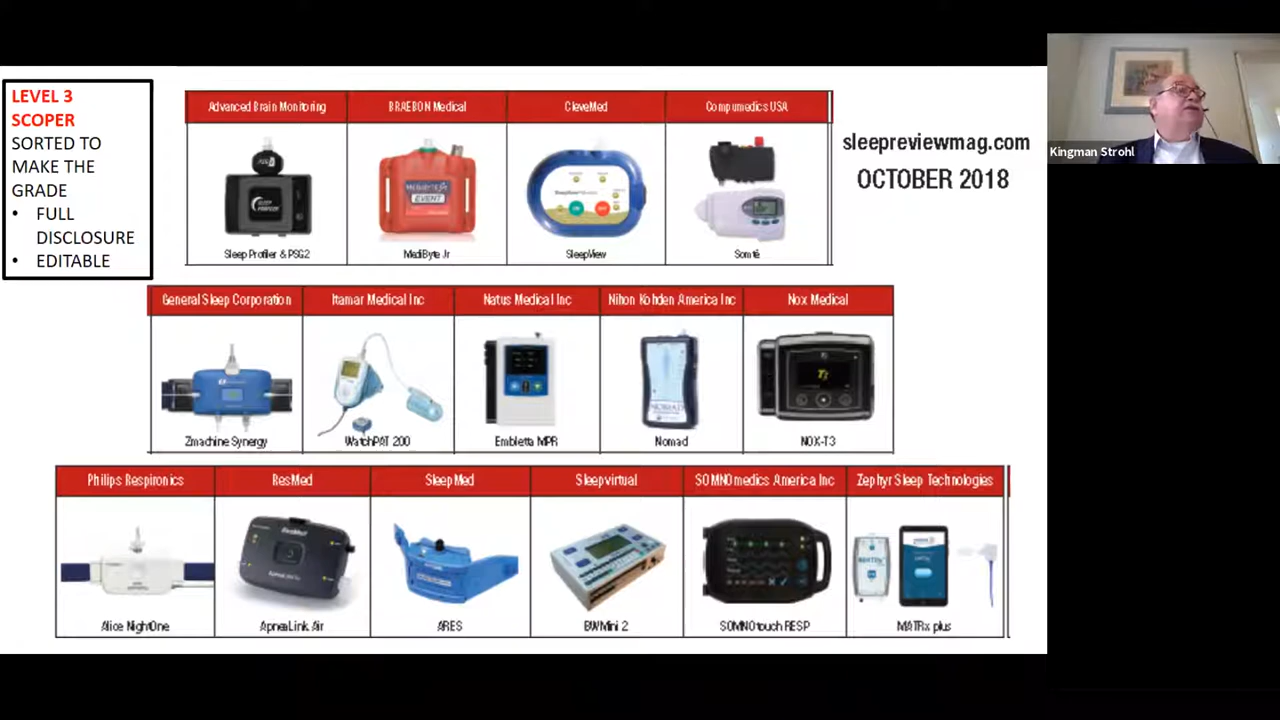 LEVEL 3
SCOPER
SORTED TO
MAKE THE
GRADE
• FULL
DISCLOSURE
• EDITABLE
Advanced Brain Monitoring
BRAEBON Medical
CleveMed
Compumedics USA
Sleep Profiler & PSG2
MediByte Jr
SleepView
Somté
sleepreviewmag.com
OCTOBER 2018
General Sleep Corporation
Itamar Medical Inc
Natus Medical Inc
Nihon Kohden America Inc
Nox Medical
Zmachine Synergy
WatchPAT 200
Embletta MPR
Nomad
NOX-T3
Philips Respironics
ResMed
SleepMed
Sleepvirtual
SOMNOmedics America Inc
Zephyr Sleep Technologies
Alice NightOne
ApneaLink Air
ARES
BWMini 2
SOMNOtouch RESP
MATRx plus
EVENT
NOMAD
T3
Kingman Strohl